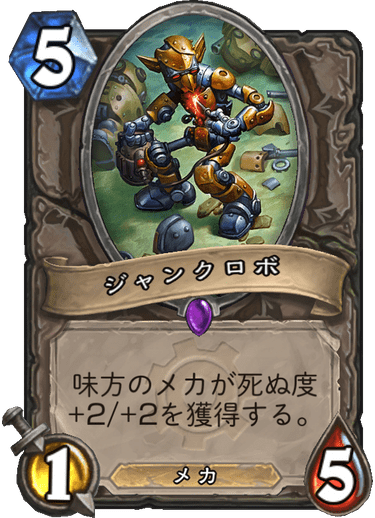 5
ジャンクロボ
味方のメカが死ぬ度
+2/+2を獲得する。
メカ
1
5